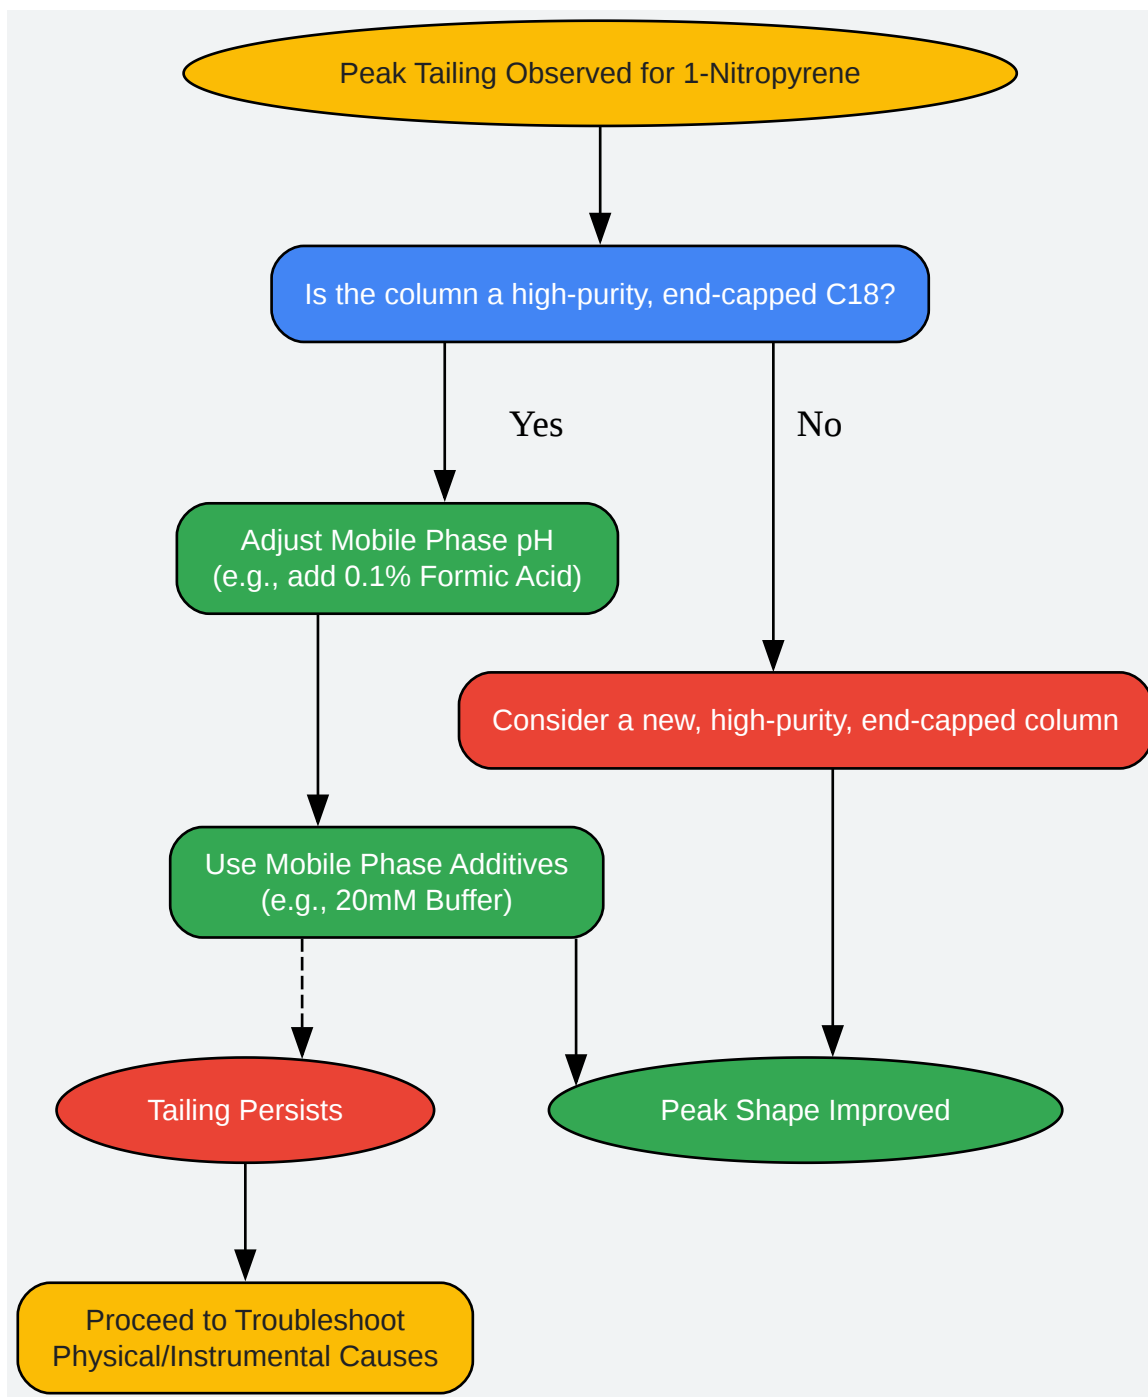 Peak Tailing Observed for 1-Nitropyrene
Is the column a high-purity, end-capped C18?
Yes
No
Adjust Mobile Phase pH
(e.g., add 0.1% Formic Acid)
Consider a new, high-purity, end-capped column
Use Mobile Phase Additives
(e.g., 20mM Buffer)
Tailing Persists
Peak Shape Improved
Proceed to Troubleshoot
Physical/Instrumental Causes